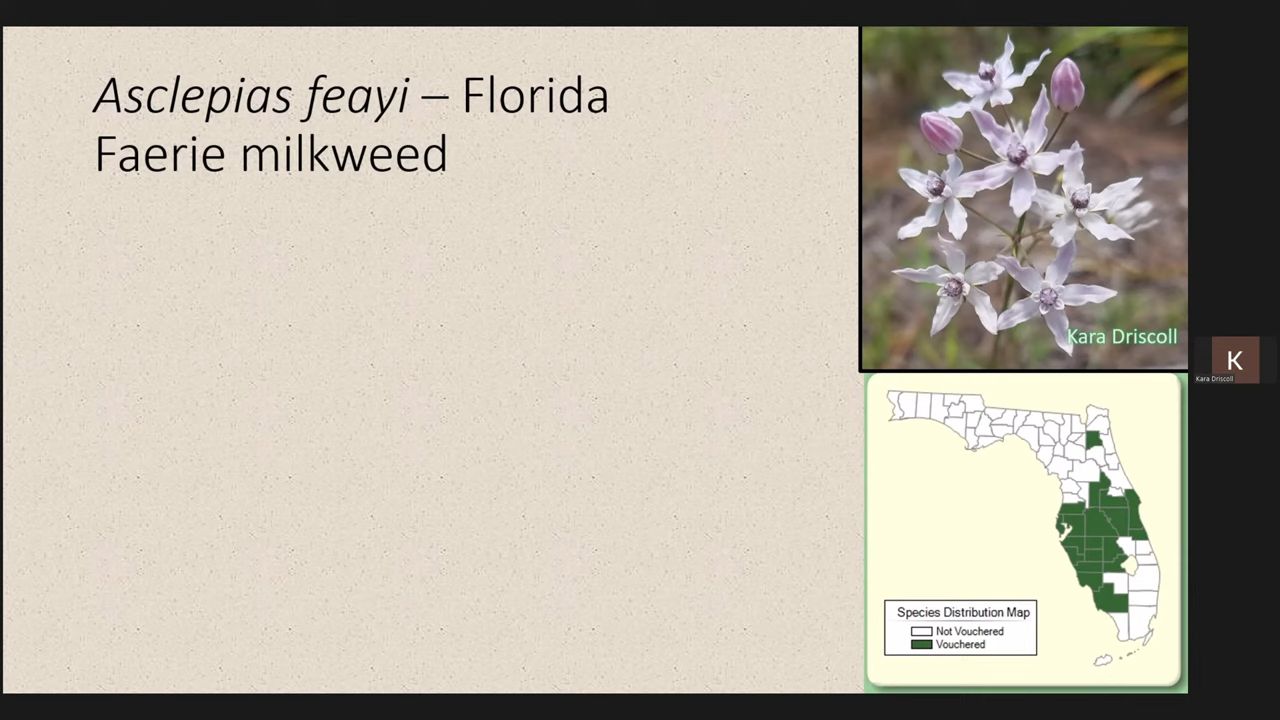 Asclepias feayi – Florida
Faerie milkweed
Kara Driscoll
K
Kara Driscoll
Species Distribution Map
Not Vouchered
Vouchered